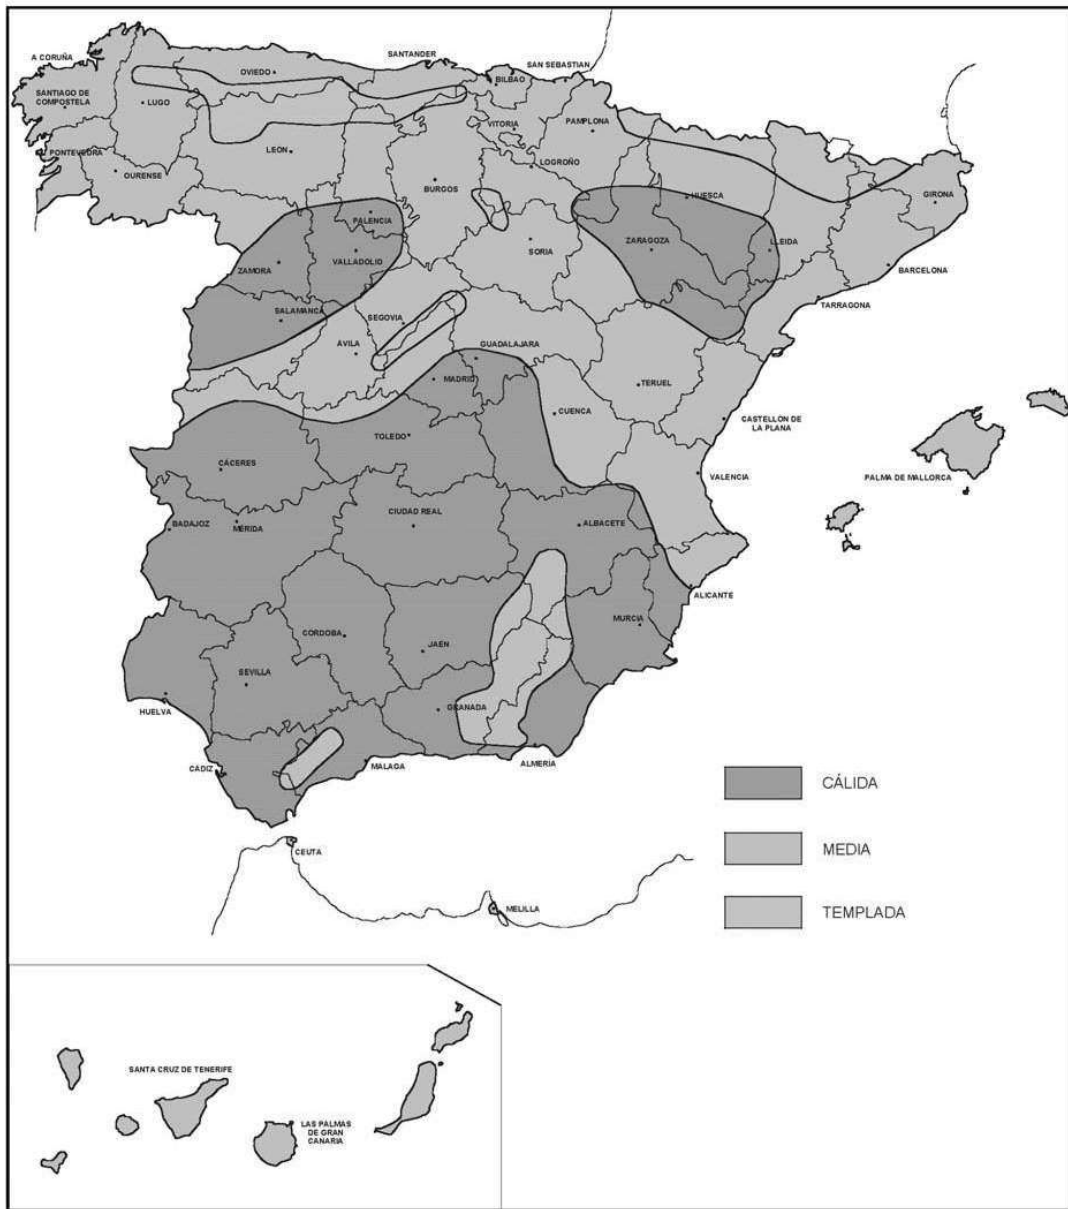 A CORUÑA
SANTANDER
SAN SEBASTIAN
OVIEDO
BILBAO
SANTIAGO DE
COMPOSTELA
LUGO
VITORIA
PAMPLONA
PONTEVEDRA
LEON
LOGROÑO
OURENSE
BURGOS
HUESCA
GIRONA
PALENCIA
ZARAGOZA
LLEIDA
SORIA
VALLADOLID
ZAMORA
BARCELONA
TARRAGONA
SALAMANCA
SEGOVIA
AVILA
GUADALAJARA
MADRID
TERUEL
CUENCA
CASTELLON DE
LA PLANA
TOLEDO
CÁCERES
VALENCIA
PALMA DE MALLORCA
CIUDAD REAL
BADAJOZ
MÉRIDA
ALBACETE
ALICANTE
MURCIA
CORDOBA
JAÉN
SEVILLA
HUELVA
GRANADA
CÁDIZ
MALAGA
ALMERÍA
CÁLIDA
CEUTA
MEDIA
MELILLA
TEMPLADA
SANTA CRUZ DE TENERIFE
LAS PALMAS
DE GRAN
CANARIA